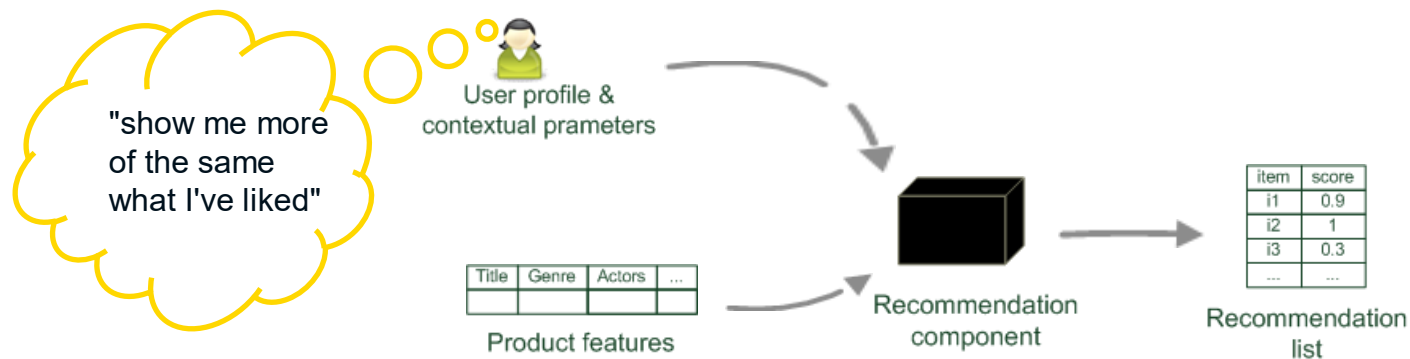 "show me more
of the same
what I've liked"
User profile &
contextual prameters
Title Genre Actors ...
Product features
Recommendation
component
item score
i1 0.9
i2 1
i3 0.3
... ...
Recommendation
list